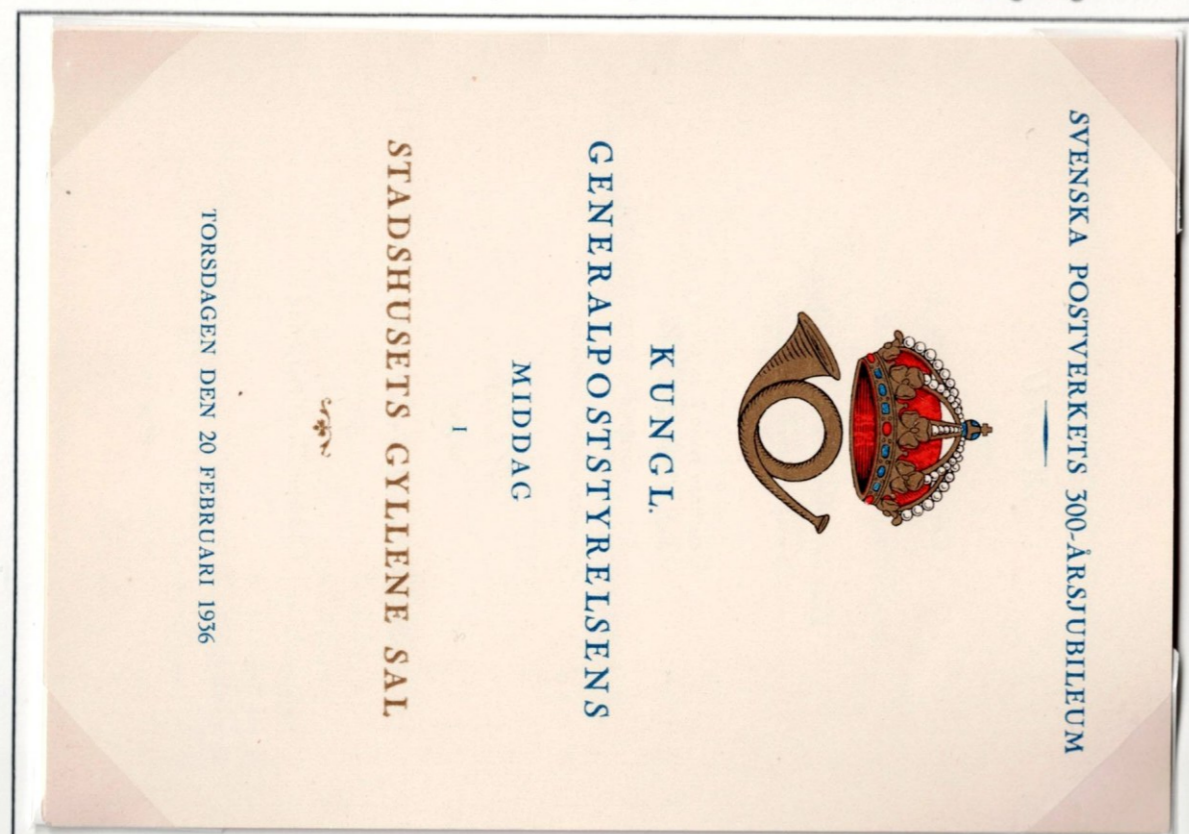 SVENSKA POSTVERKETS 300-ÅRSJUBILEUM
KUNGL.
GENERALPOSTSTYRELSENS
MIDDAG
I
STADSHUSETS GYLLENE SAL
TORSDAGEN DEN 20 FEBRUARI 1936